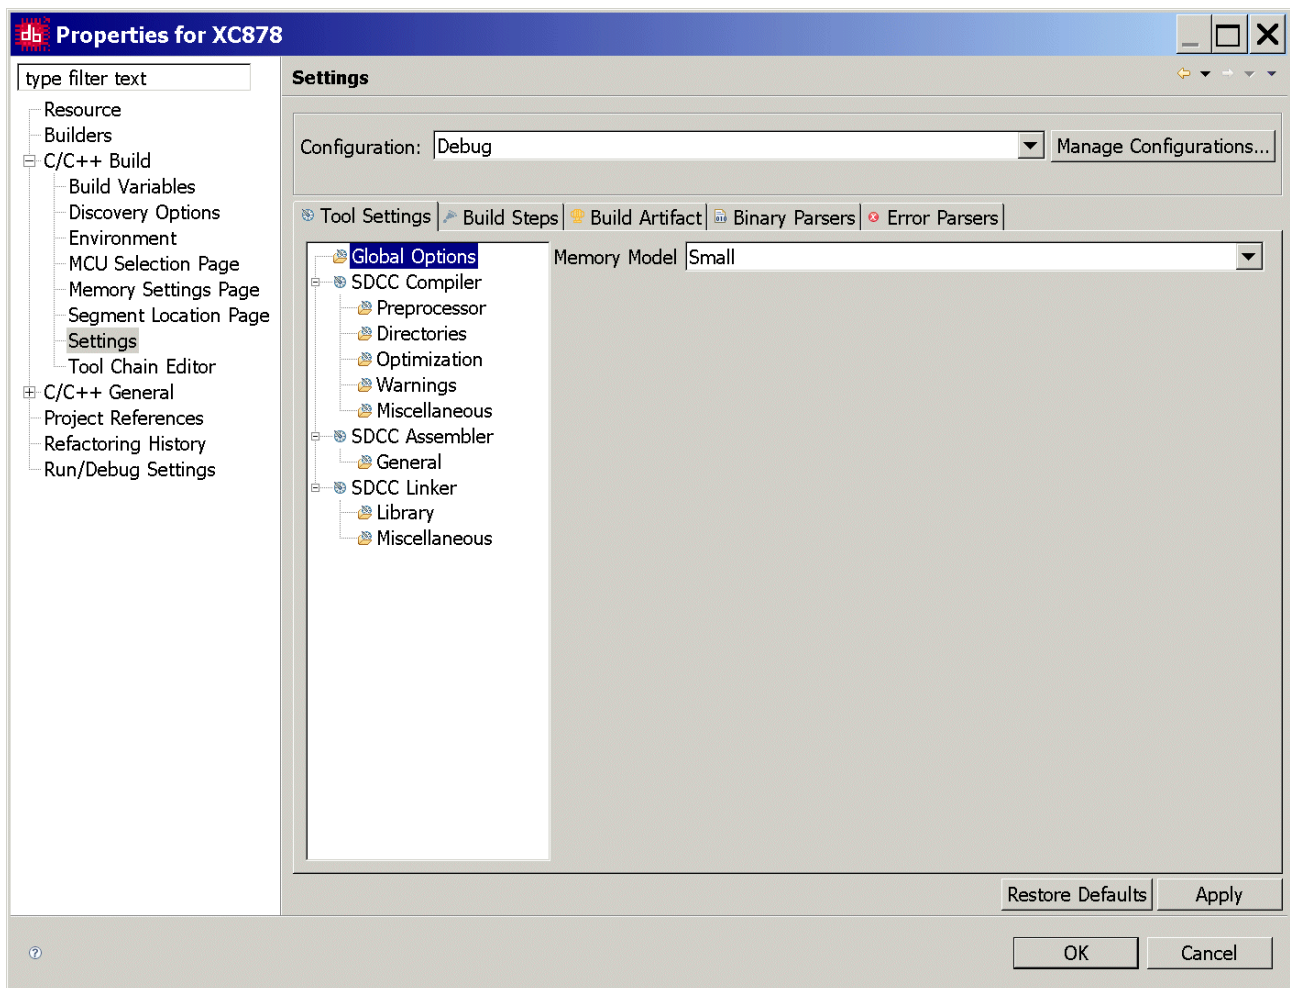 Properties for XC878
type filter text
Resource
Builders
C/C++ Build
Build Variables
Discovery Options
Environment
MCU Selection Page
Memory Settings Page
Segment Location Page
Settings
Tool Chain Editor
C/C++ General
Project References
Refactoring History
Run/Debug Settings
Settings
Configuration: Debug Manage Configurations...
Tool Settings Build Steps Build Artifact Binary Parsers Error Parsers
Global Options
SDCC Compiler
Preprocessor
Directories
Optimization
Warnings
Miscellaneous
SDCC Assembler
General
SDCC Linker
Library
Miscellaneous
Memory Model Small
Restore Defaults Apply
OK Cancel